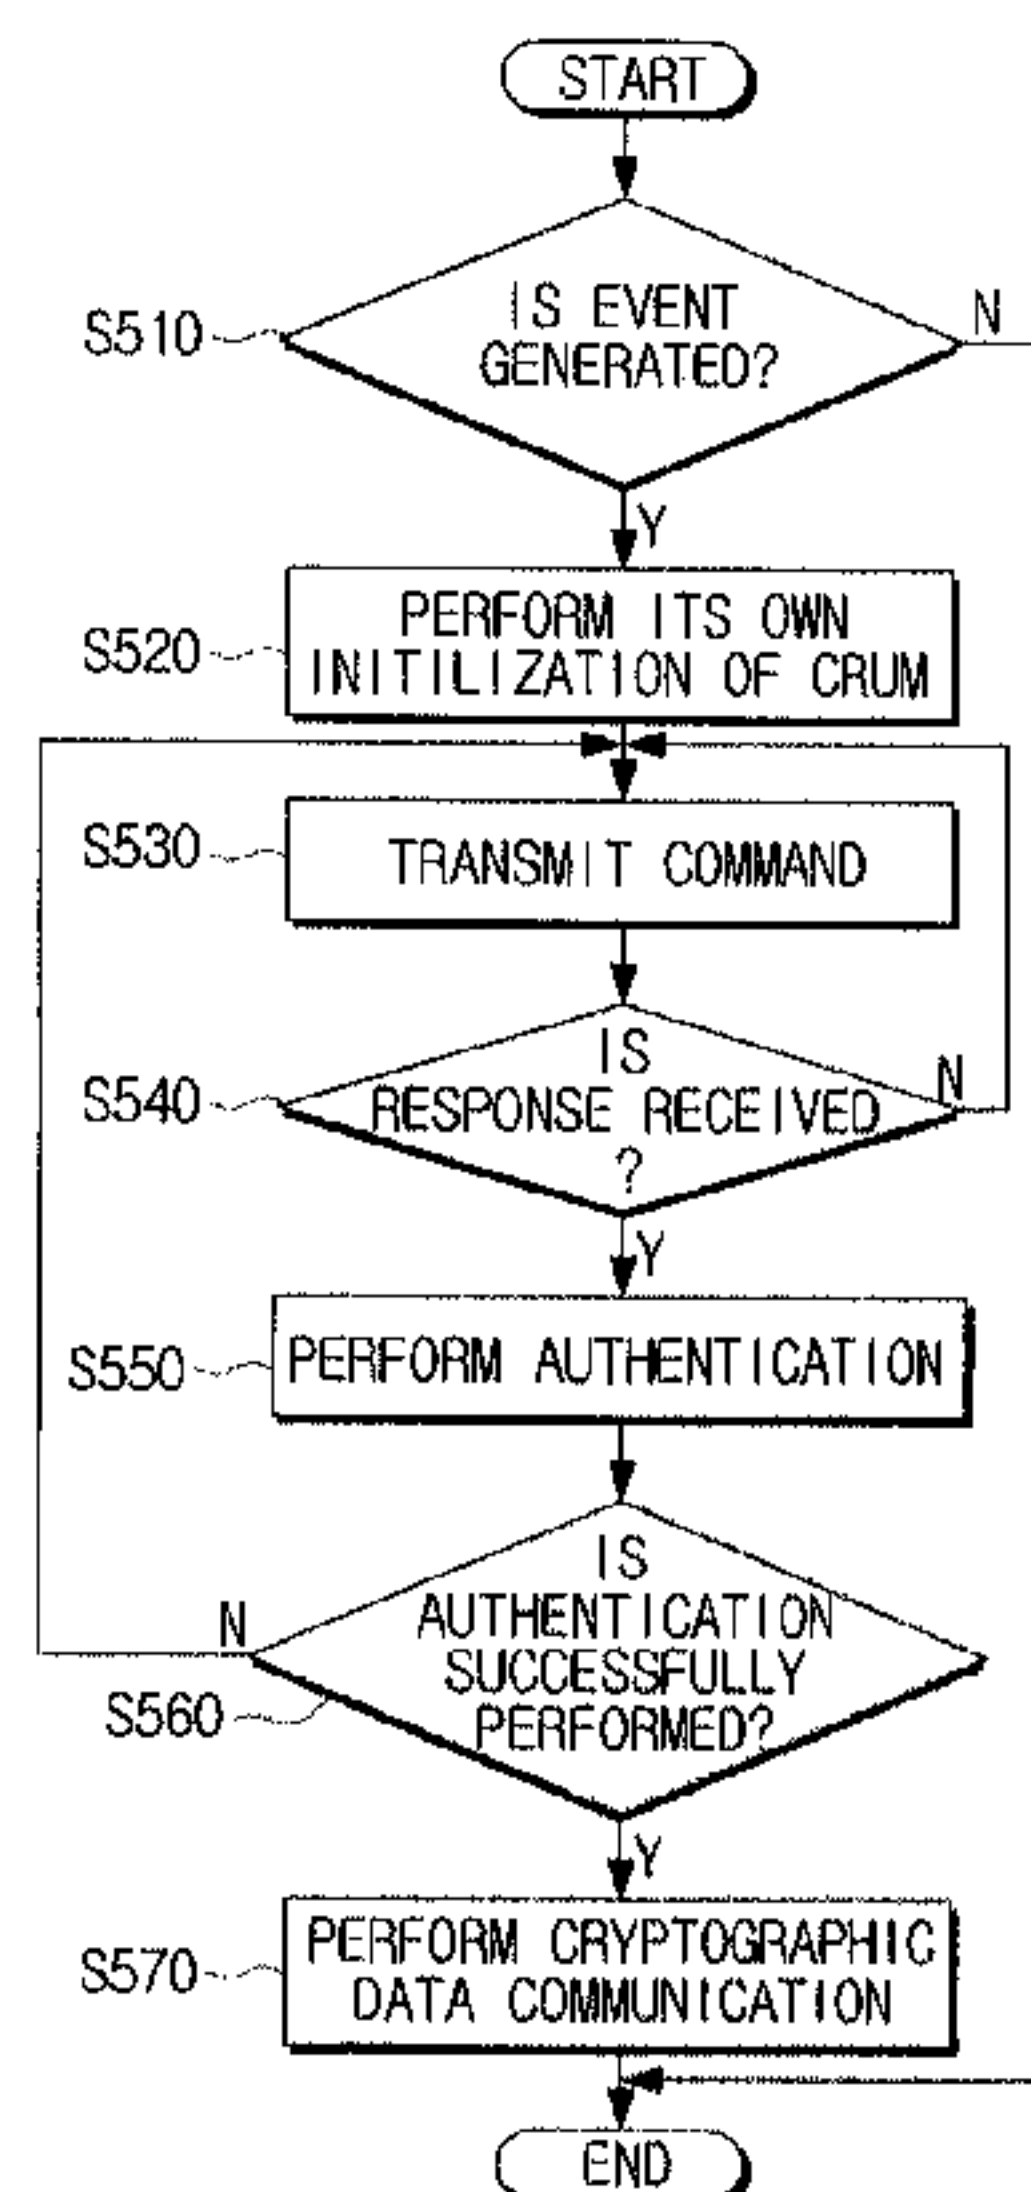 START
S510
IS EVENT
GENERATED?
N
Y
S520
PERFORM ITS OWN
INITILIZATION OF CRUM
S530
TRANSMIT COMMAND
S540
IS
RESPONSE RECEIVED
?
N
Y
S550
PERFORM AUTHENTICATION
IS
AUTHENTICATION
SUCCESSFULLY
PERFORMED?
N
S560
Y
S570
PERFORM CRYPTOGRAPHIC
DATA COMMUNICATION
END